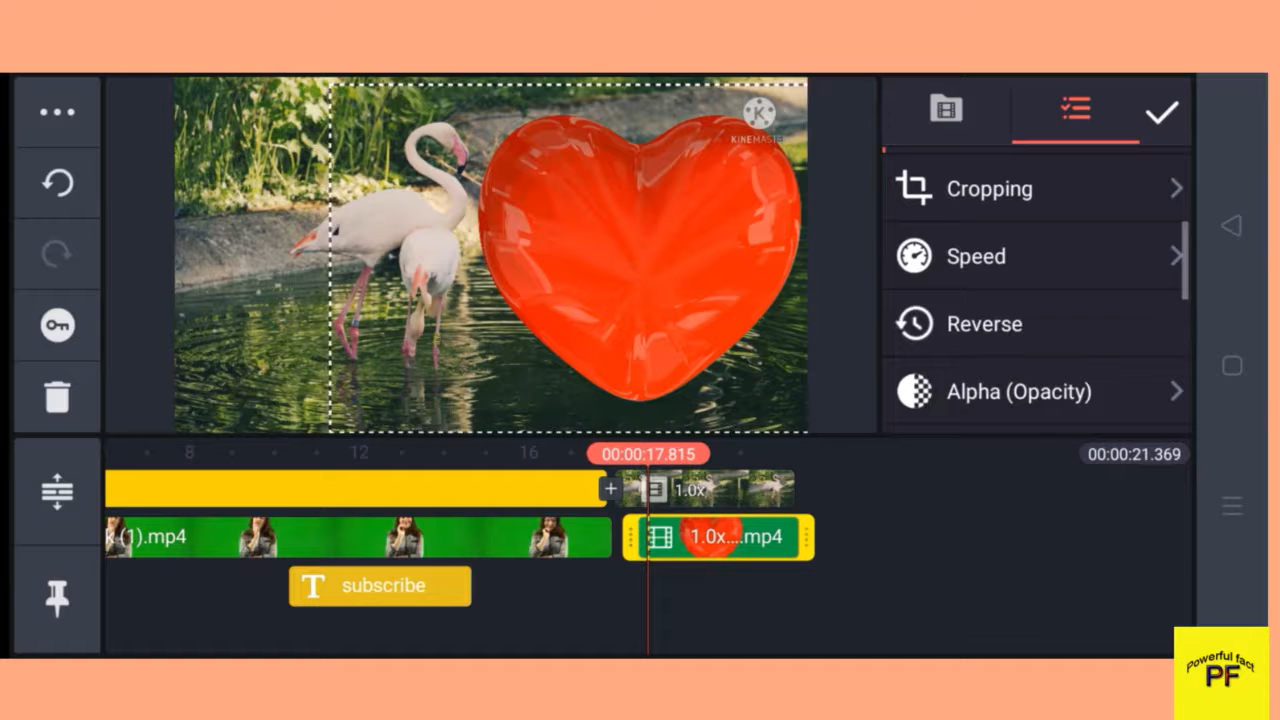 KINEMASTER
Cropping
Speed
Reverse
Alpha (Opacity)
8
12
16
00:00:17.815
00:00:21.369
1.0x
k (1).mp4
1.0x....mp4
T subscribe
Powerful fact
PF